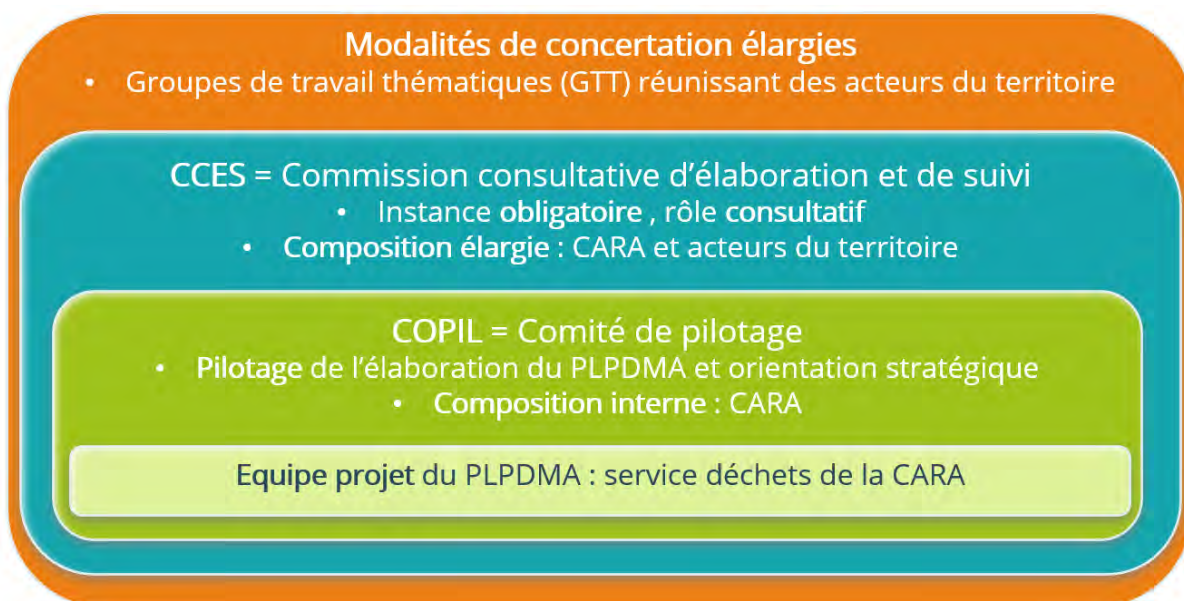 Modalités de concertation élargies
• Groupes de travail thématiques (GTT) réunissant des acteurs du territoire
CCES = Commission consultative d’élaboration et de suivi
• Instance obligatoire , rôle consultatif
• Composition élargie : CARA et acteurs du territoire
COPIL = Comité de pilotage
• Pilotage de l’élaboration du PLPDMA et orientation stratégique
• Composition interne : CARA
Equipe projet du PLPDMA : service déchets de la CARA